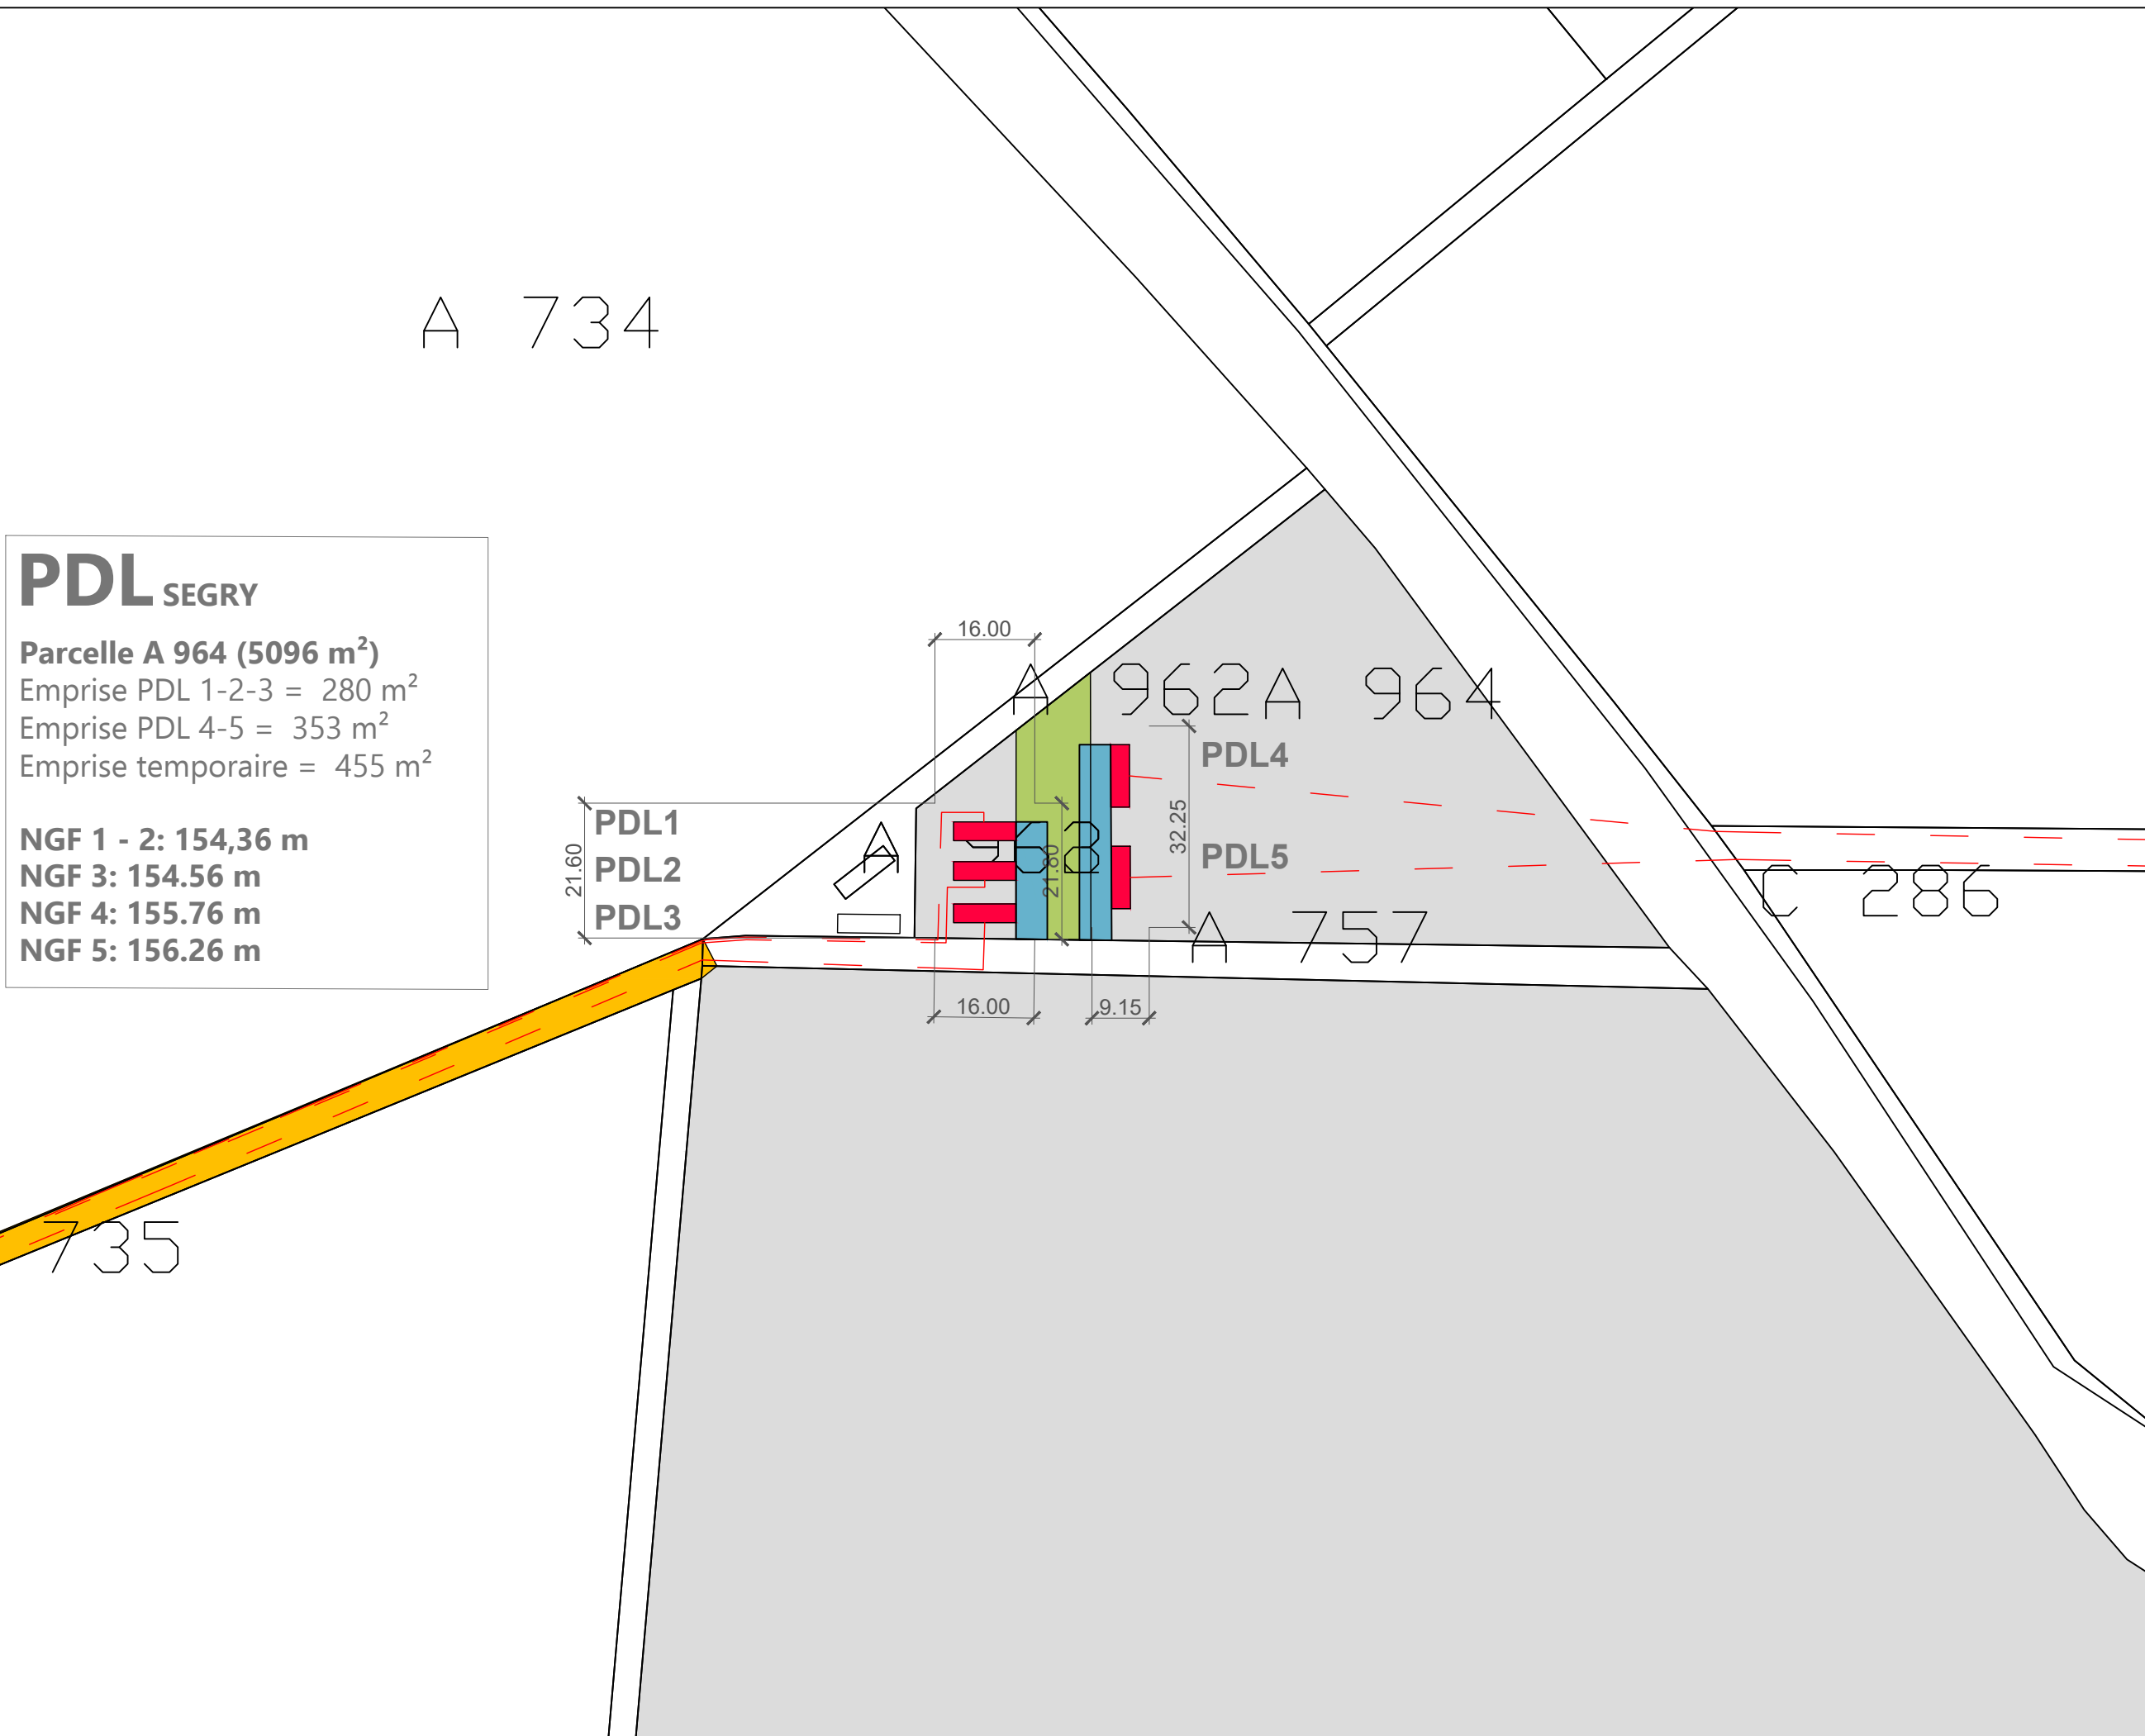 A 734
PDL SEGRY
Parcelle A 964 (5096 m²)
Emprise PDL 1-2-3 = 280 m²
Emprise PDL 4-5 = 353 m²
Emprise temporaire = 455 m²
NGF 1 - 2: 154,36 m
NGF 3: 154.56 m
NGF 4: 155.76 m
NGF 5: 156.26 m
16.00
A 962
A 964
PDL4
32.25
PDL5
PDL1
PDL2
PDL3
21.60
A
21.60
A 757
C 286
16.00
9.15
735